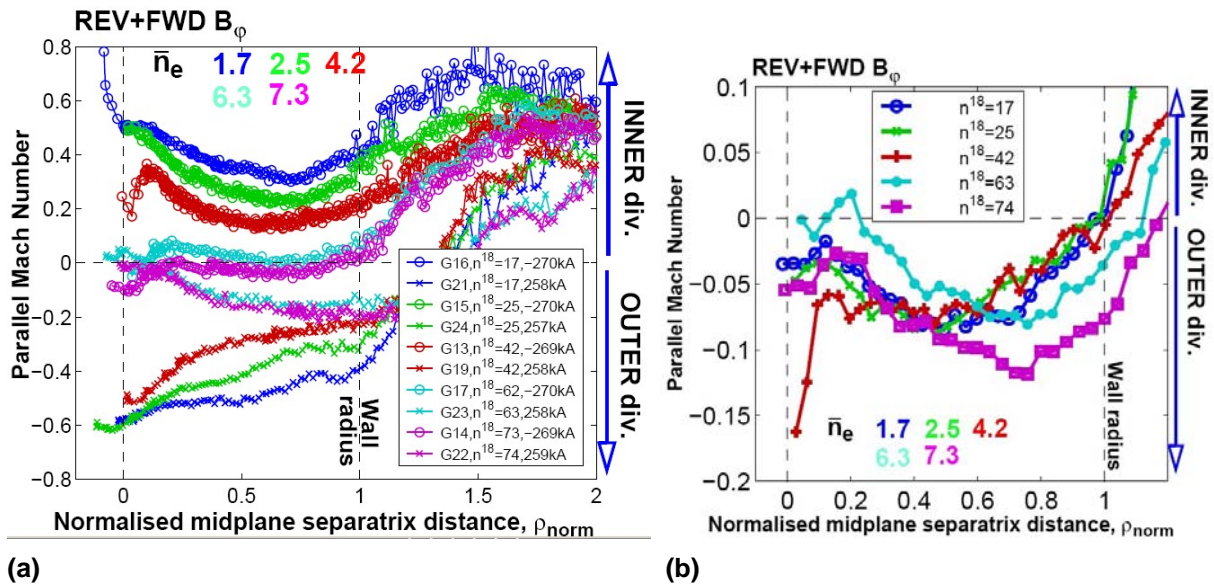 REV+FWD Bφ
n̄e 1.7 2.5 4.2
6.3 7.3
Parallel Mach Number
0.8
0.6
0.4
0.2
0
−0.2
−0.4
−0.6
−0.8
0 0.5 1 1.5 2
Normalised midplane separatrix distance, ρnorm
Wall
radius
INNER div.
OUTER div.
G16,n18=17,−270kA
G21,n18=17,258kA
G15,n18=25,−270kA
G24,n18=25,257kA
G13,n18=42,−269kA
G19,n18=42,258kA
G17,n18=62,−270kA
G23,n18=63,258kA
G14,n18=73,−269kA
G22,n18=74,259kA
(a)
REV+FWD Bφ
n18=17
n18=25
n18=42
n18=63
n18=74
Parallel Mach Number
0.1
0.05
0
−0.05
−0.1
−0.15
−0.2
n̄e 1.7 2.5 4.2
6.3 7.3
Wall radius
0 0.2 0.4 0.6 0.8 1
Normalised midplane separatrix distance, ρnorm
INNER div.
OUTER div.
(b)